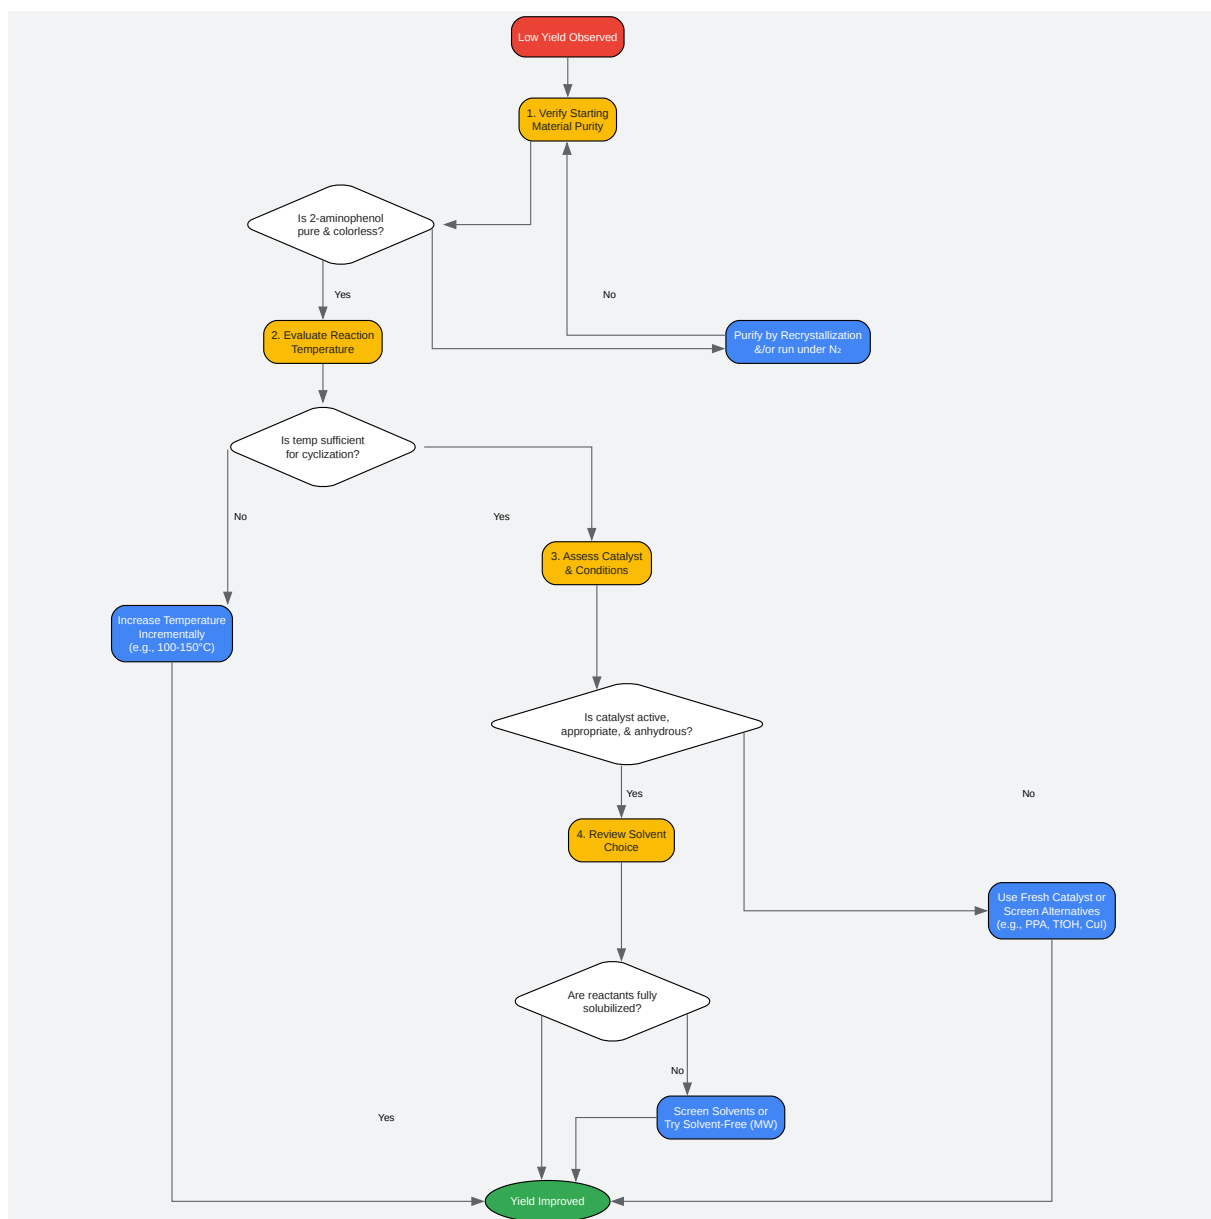 Low Yield Observed
1. Verify Starting
Material Purity
Is 2-aminophenol
pure & colorless?
Yes
No
2. Evaluate Reaction
Temperature
Purify by Recrystallization
&/or run under N₂
Is temp sufficient
for cyclization?
No
Yes
3. Assess Catalyst
& Conditions
Increase Temperature
Incrementally
(e.g., 100-150°C)
Is catalyst active,
appropriate, & anhydrous?
Yes
No
4. Review Solvent
Choice
Use Fresh Catalyst or
Screen Alternatives
(e.g., PPA, TfOH, CuI)
Are reactants fully
solubilized?
No
Yes
Screen Solvents or
Try Solvent-Free (MW)
Yield Improved